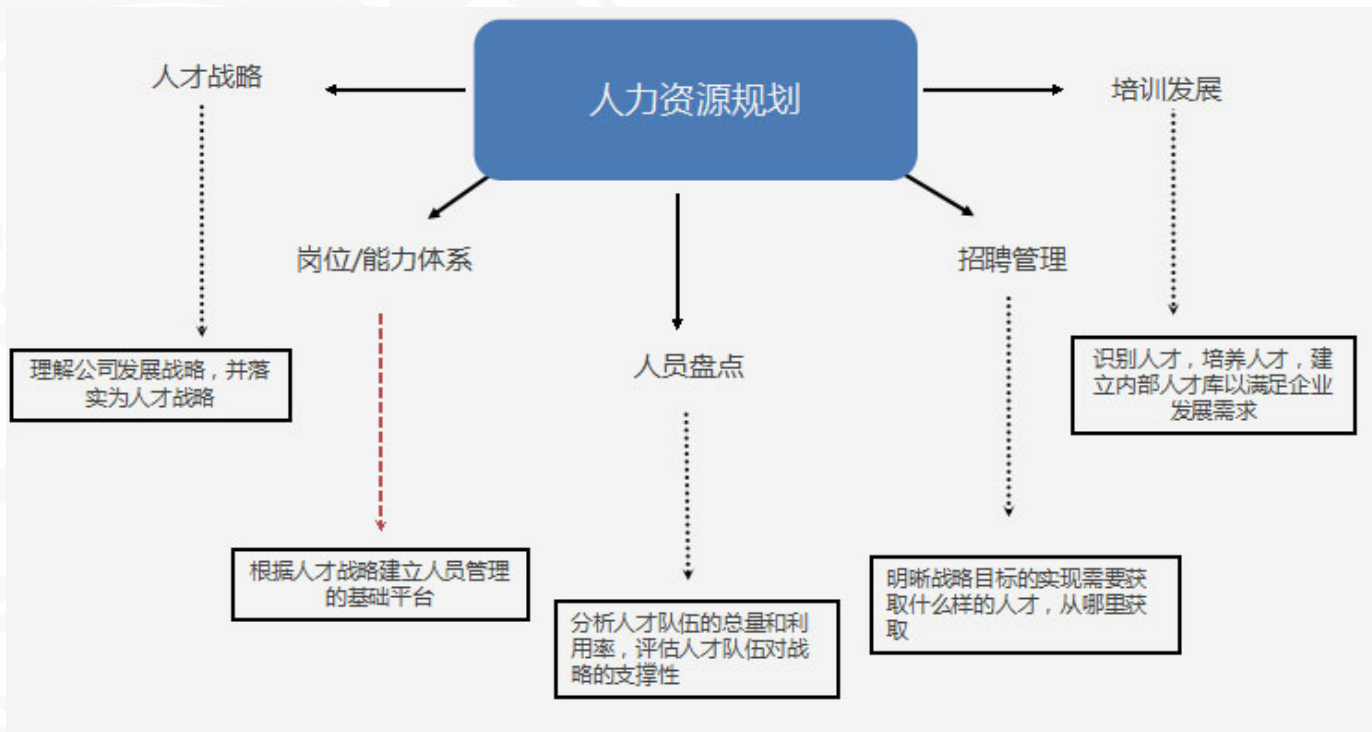 人力资源规划
人才战略
培训发展
岗位/能力体系
招聘管理
人员盘点
理解公司发展战略，并落
实为人才战略
识别人才，培养人才，建
立内部人才库以满足企业
发展需求
根据人才战略建立人员管理
的基础平台
分析人才队伍的总量和利
用率，评估人才队伍对战
略的支撑性
明晰战略目标的实现需要获
取什么样的人才，从哪里获
取